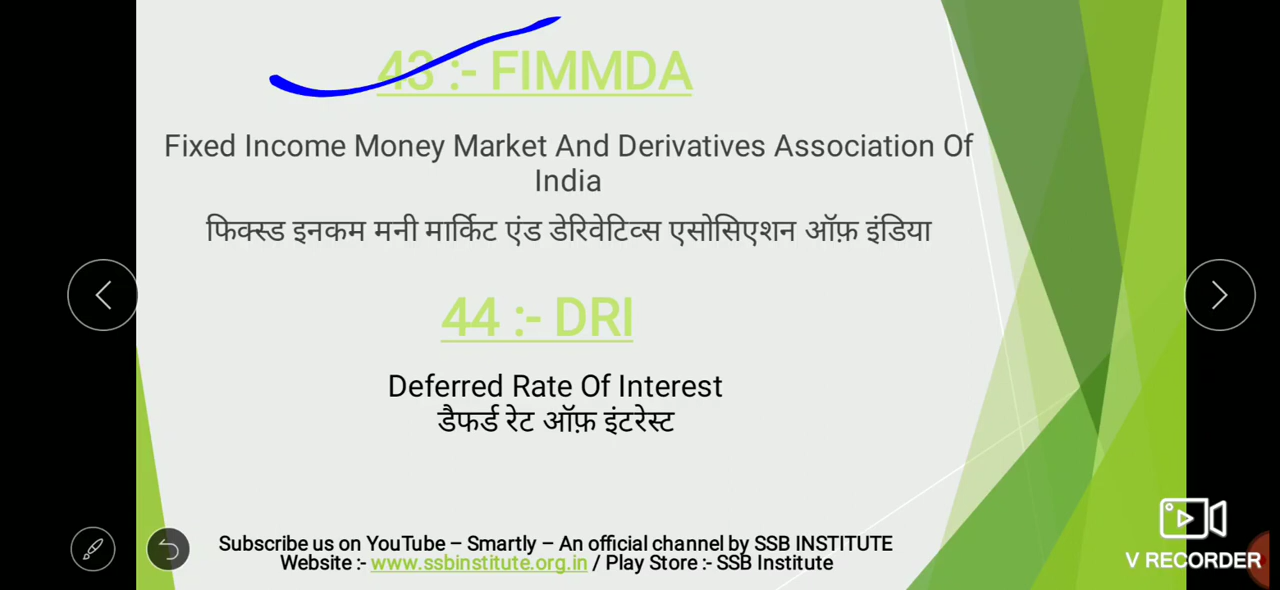 43 :- FIMMDA
Fixed Income Money Market And Derivatives Association Of
India
फिक्स्ड इनकम मनी मार्किट एंड डेरिवेटिव्स एसोसिएशन ऑफ़ इंडिया
44 :- DRI
Deferred Rate Of Interest
डैफर्ड रेट ऑफ़ इंटरेस्ट
Subscribe us on YouTube – Smartly – An official channel by SSB INSTITUTE
Website :- www.ssbinstitute.org.in / Play Store :- SSB Institute
V RECORDER